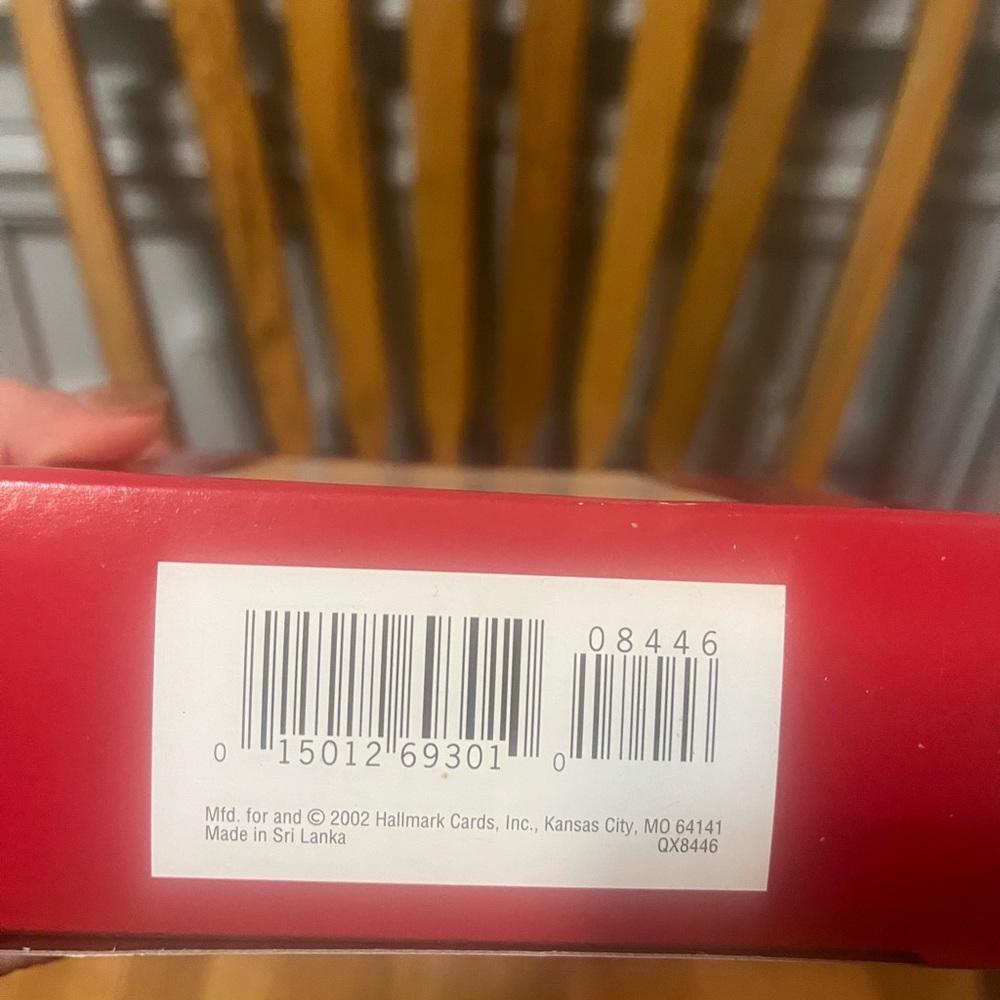 08446
0 15012 69301 0
Mfd. for and © 2002 Hallmark Cards, Inc., Kansas City, MO 64141
Made in Sri Lanka
QX8446